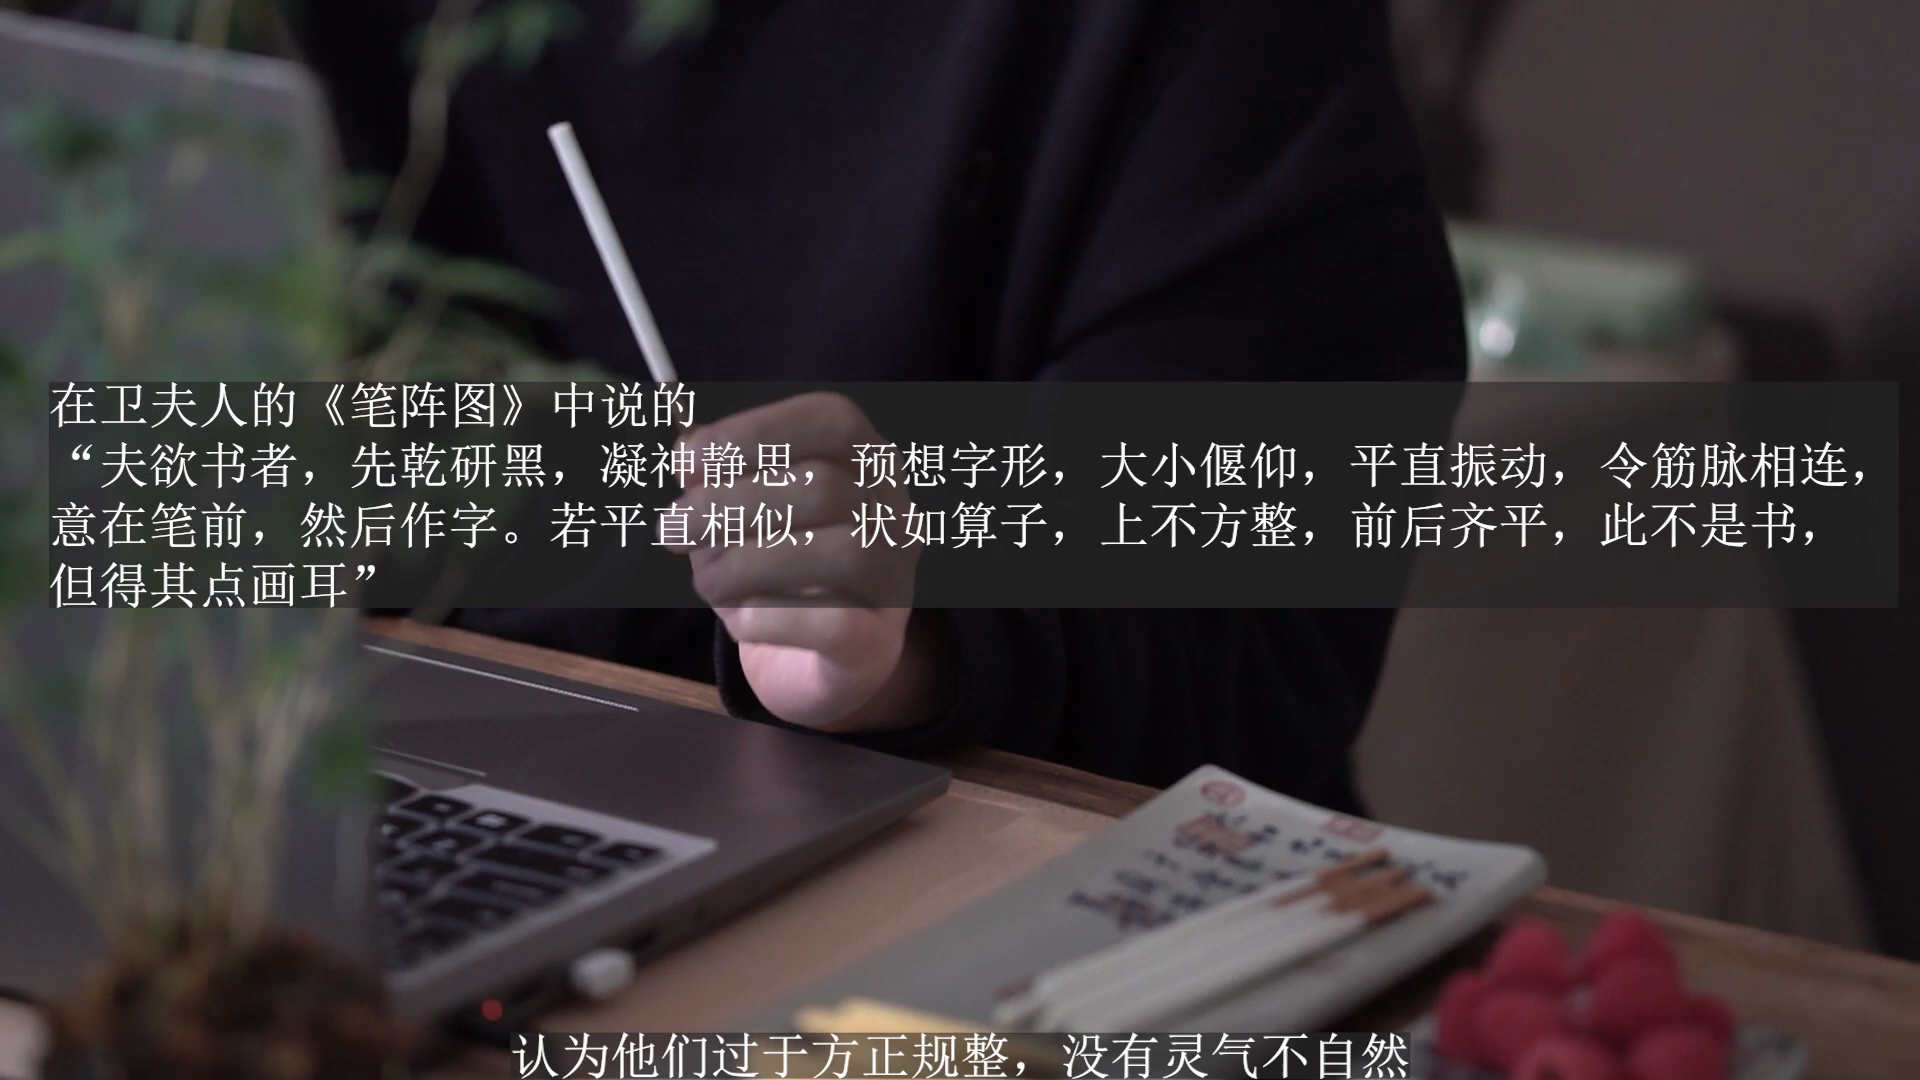 在卫夫人的《笔阵图》中说的
“夫欲书者，先乾研黑，凝神静思，预想字形，大小偃仰，平直振动，令筋脉相连，
意在笔前，然后作字。若平直相似，状如算子，上不方整，前后齐平，此不是书，
但得其点画耳”
认为他们过于方正规整，没有灵气不自然